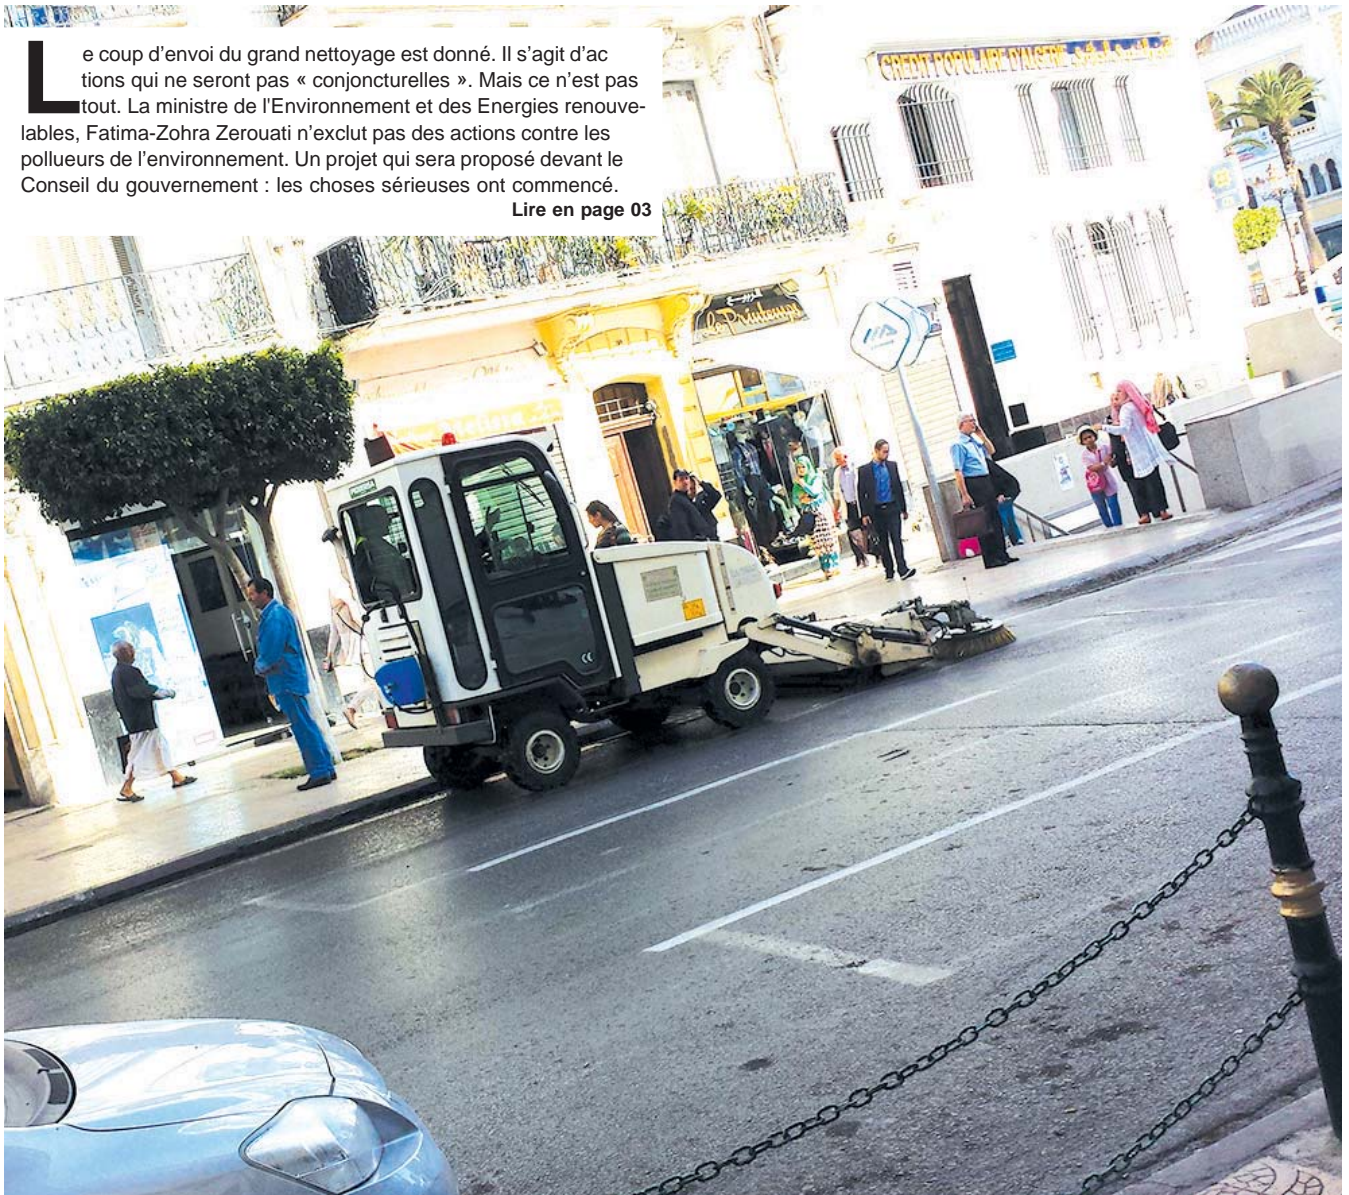 Le coup d’envoi du grand nettoyage est donné. Il s’agit d’ac
tions qui ne seront pas « conjoncturelles ». Mais ce n’est pas
tout. La ministre de l'Environnement et des Energies renouve-
lables, Fatima-Zohra Zerouati n’exclut pas des actions contre les
pollueurs de l’environnement. Un projet qui sera proposé devant le
Conseil du gouvernement : les choses sérieuses ont commencé.
Lire en page 03
CREDIT POPULAIRE D'ALGERIE
Le Printemps
CE